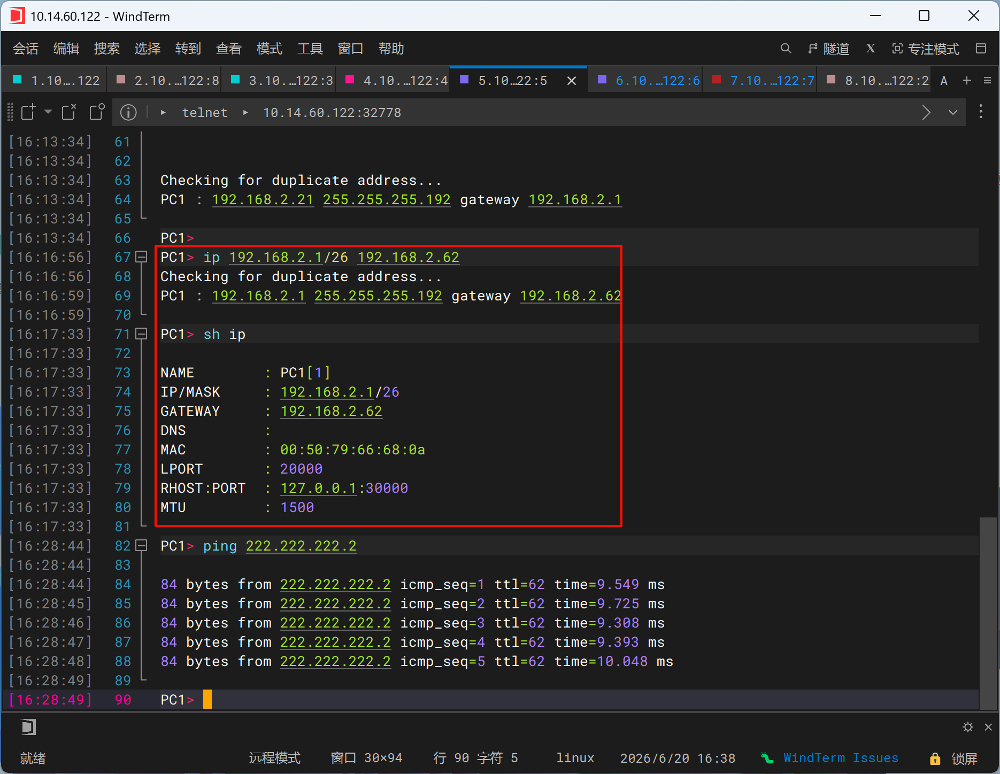 10.14.60.122 - WindTerm
会话 编辑 搜索 选择 转到 查看 模式 工具 窗口 帮助 隧道 X 专注模式
1.10….122 2.10.…122:8 3.10.…122:3 4.10.…122:4 5.10…22:5 6.10.…122:6 7.10.…122:7 8.10.…122:2 A
telnet 10.14.60.122:32778
[16:13:34] 61
[16:13:34] 62
[16:13:34] 63 Checking for duplicate address...
[16:13:34] 64 PC1 : 192.168.2.21 255.255.255.192 gateway 192.168.2.1
[16:13:34] 65
[16:13:34] 66 PC1>
[16:16:56] 67 PC1> ip 192.168.2.1/26 192.168.2.62
[16:16:56] 68 Checking for duplicate address...
[16:16:59] 69 PC1 : 192.168.2.1 255.255.255.192 gateway 192.168.2.62
[16:16:59] 70
[16:17:33] 71 PC1> sh ip
[16:17:33] 72
[16:17:33] 73 NAME : PC1[1]
[16:17:33] 74 IP/MASK : 192.168.2.1/26
[16:17:33] 75 GATEWAY : 192.168.2.62
[16:17:33] 76 DNS :
[16:17:33] 77 MAC : 00:50:79:66:68:0a
[16:17:33] 78 LPORT : 20000
[16:17:33] 79 RHOST:PORT : 127.0.0.1:30000
[16:17:33] 80 MTU : 1500
[16:17:33] 81
[16:28:44] 82 PC1> ping 222.222.222.2
[16:28:44] 83
[16:28:44] 84 84 bytes from 222.222.222.2 icmp_seq=1 ttl=62 time=9.549 ms
[16:28:45] 85 84 bytes from 222.222.222.2 icmp_seq=2 ttl=62 time=9.725 ms
[16:28:46] 86 84 bytes from 222.222.222.2 icmp_seq=3 ttl=62 time=9.308 ms
[16:28:47] 87 84 bytes from 222.222.222.2 icmp_seq=4 ttl=62 time=9.393 ms
[16:28:48] 88 84 bytes from 222.222.222.2 icmp_seq=5 ttl=62 time=10.048 ms
[16:28:49] 89
[16:28:49] 90 PC1>
就绪 远程模式 窗口 30×94 行 90 字符 5 linux 2026/6/20 16:38 WindTerm Issues 锁屏